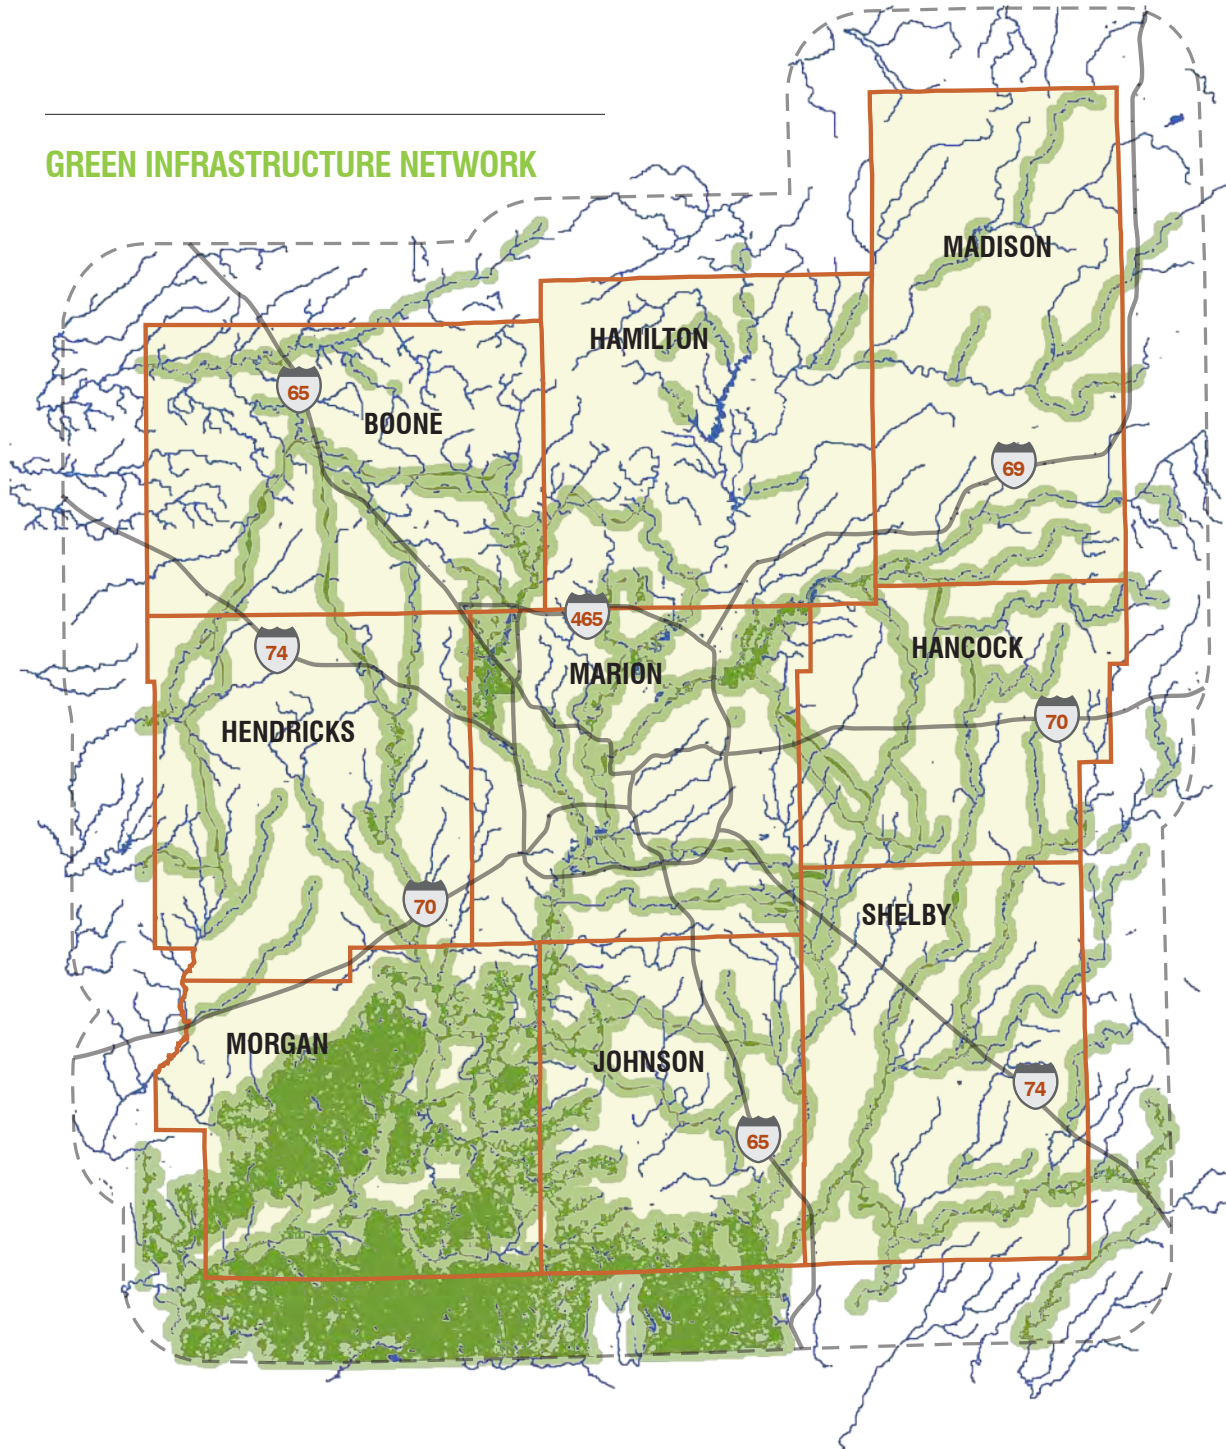 GREEN INFRASTRUCTURE NETWORK
MADISON
HAMILTON
65
BOONE
69
465
74
HANCOCK
MARION
70
HENDRICKS
70
SHELBY
MORGAN
JOHNSON
74
65